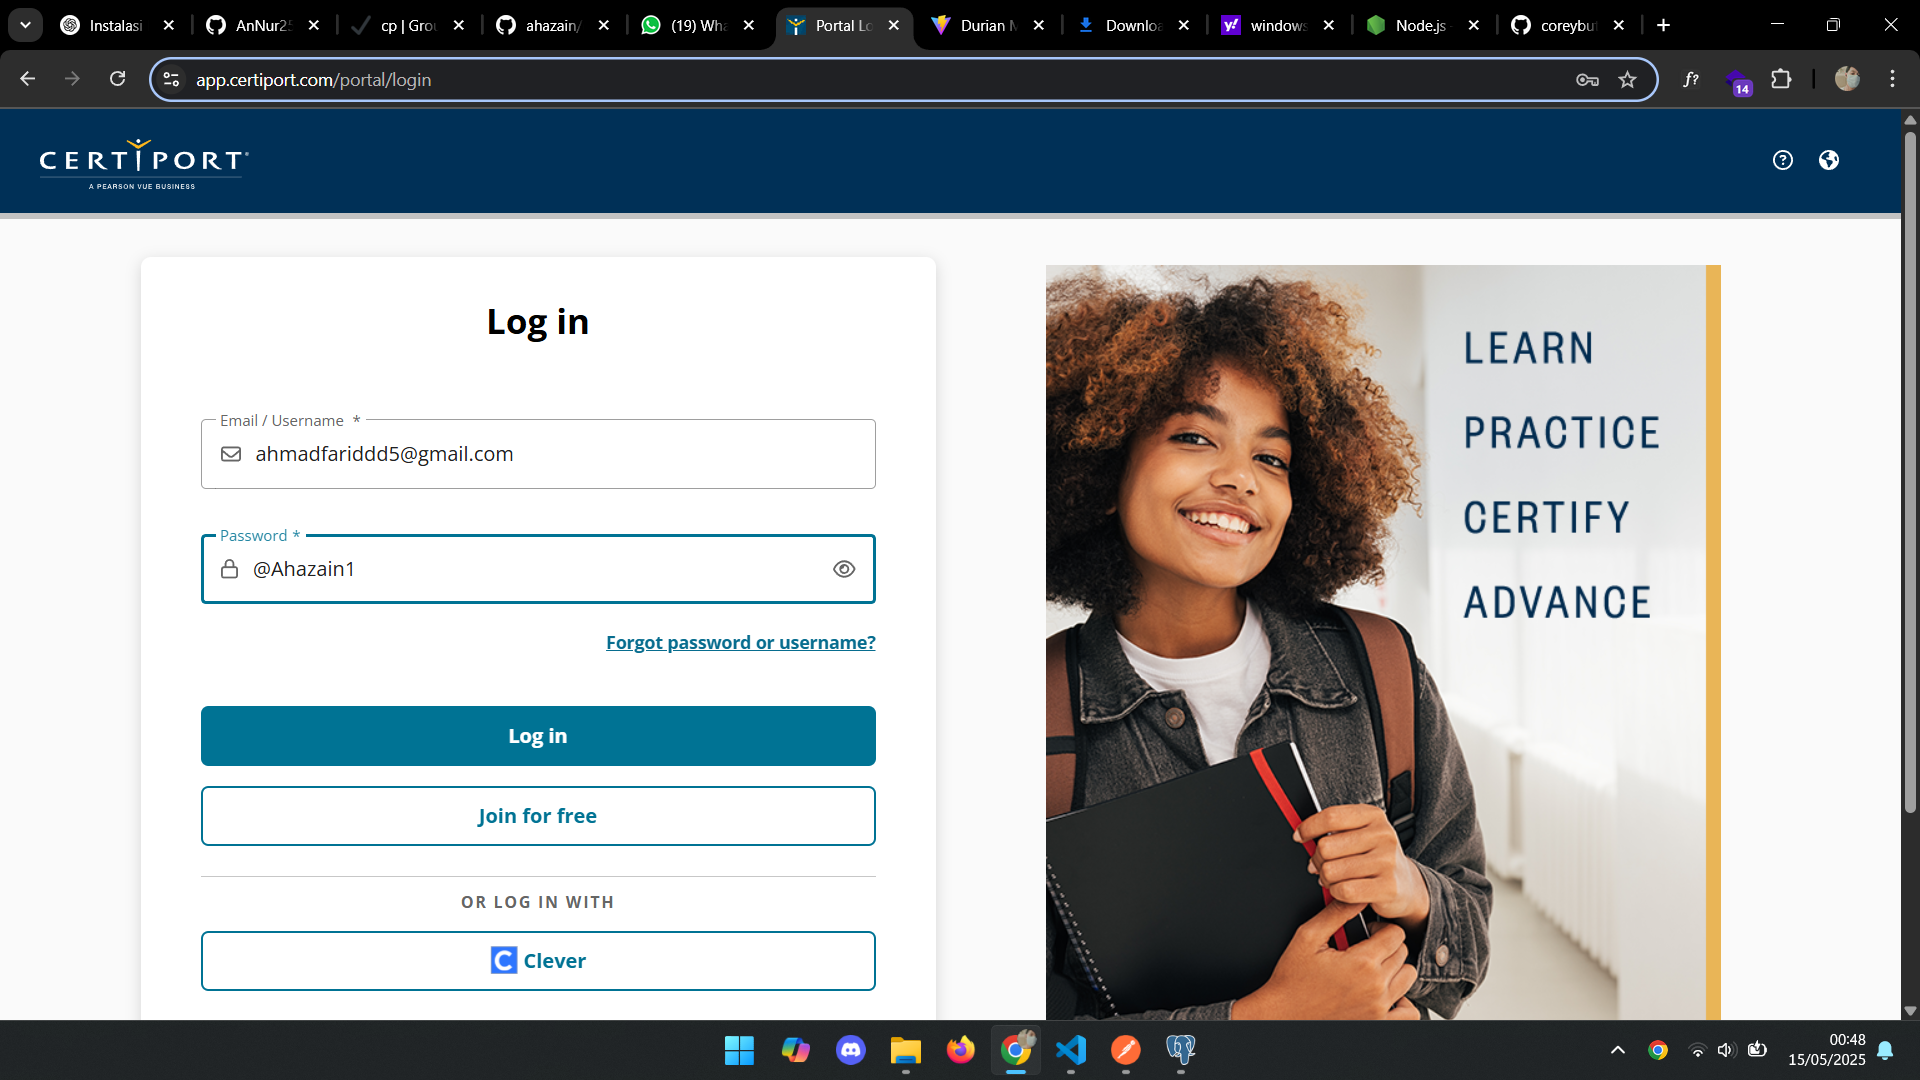 Instalasi
AnNur25
cp | Grou
ahazain/
(19) Wha
Portal Lo
Durian M
Downloa
windows
Node.js
coreybut
app.certiport.com/portal/login
f?
14
CERTIPORT
A PEARSON VUE BUSINESS
Log in
Email / Username *
ahmadfariddd5@gmail.com
Password *
@Ahazain1
Forgot password or username?
Log in
Join for free
OR LOG IN WITH
C Clever
LEARN
PRACTICE
CERTIFY
ADVANCE
00:48
15/05/2025